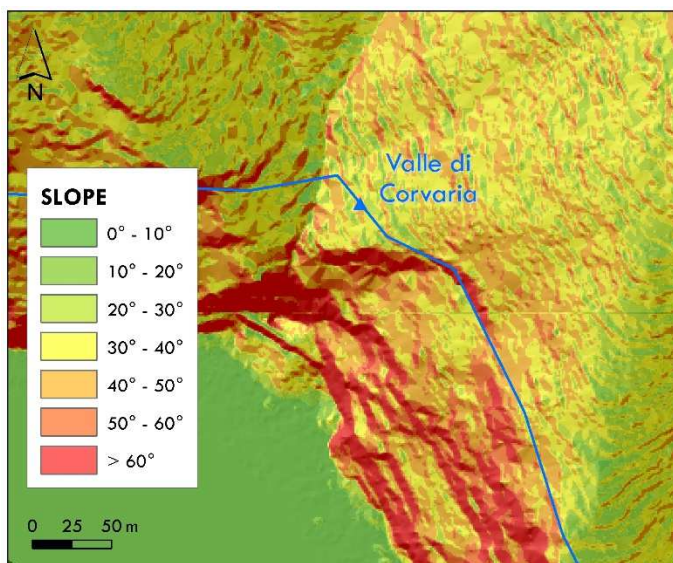 N
Valle di
Corvaria
SLOPE
0° - 10°
10° - 20°
20° - 30°
30° - 40°
40° - 50°
50° - 60°
> 60°
0 25 50 m